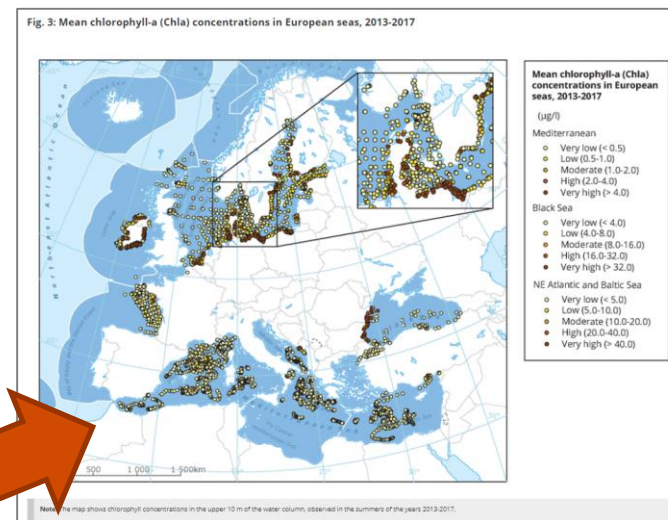 Fig. 3: Mean chlorophyll-a (Chla) concentrations in European seas, 2013-2017
Mean chlorophyll-a (Chla)
concentrations in European
seas, 2013-2017
(µg/l)
Mediterranean
Very low (< 0.5)
Low (0.5-1.0)
Moderate (1.0-2.0)
High (2.0-4.0)
Very high (> 4.0)
Black Sea
Very low (< 4.0)
Low (4.0-8.0)
Moderate (8.0-16.0)
High (16.0-32.0)
Very high (> 32.0)
NE Atlantic and Baltic Sea
Very low (< 5.0)
Low (5.0-10.0)
Moderate (10.0-20.0)
High (20.0-40.0)
Very high (> 40.0)
500 1 000 1 500km
Note: The map shows chlorophyll concentrations in the upper 10 m of the water column, observed in the summers of the years 2013-2017.